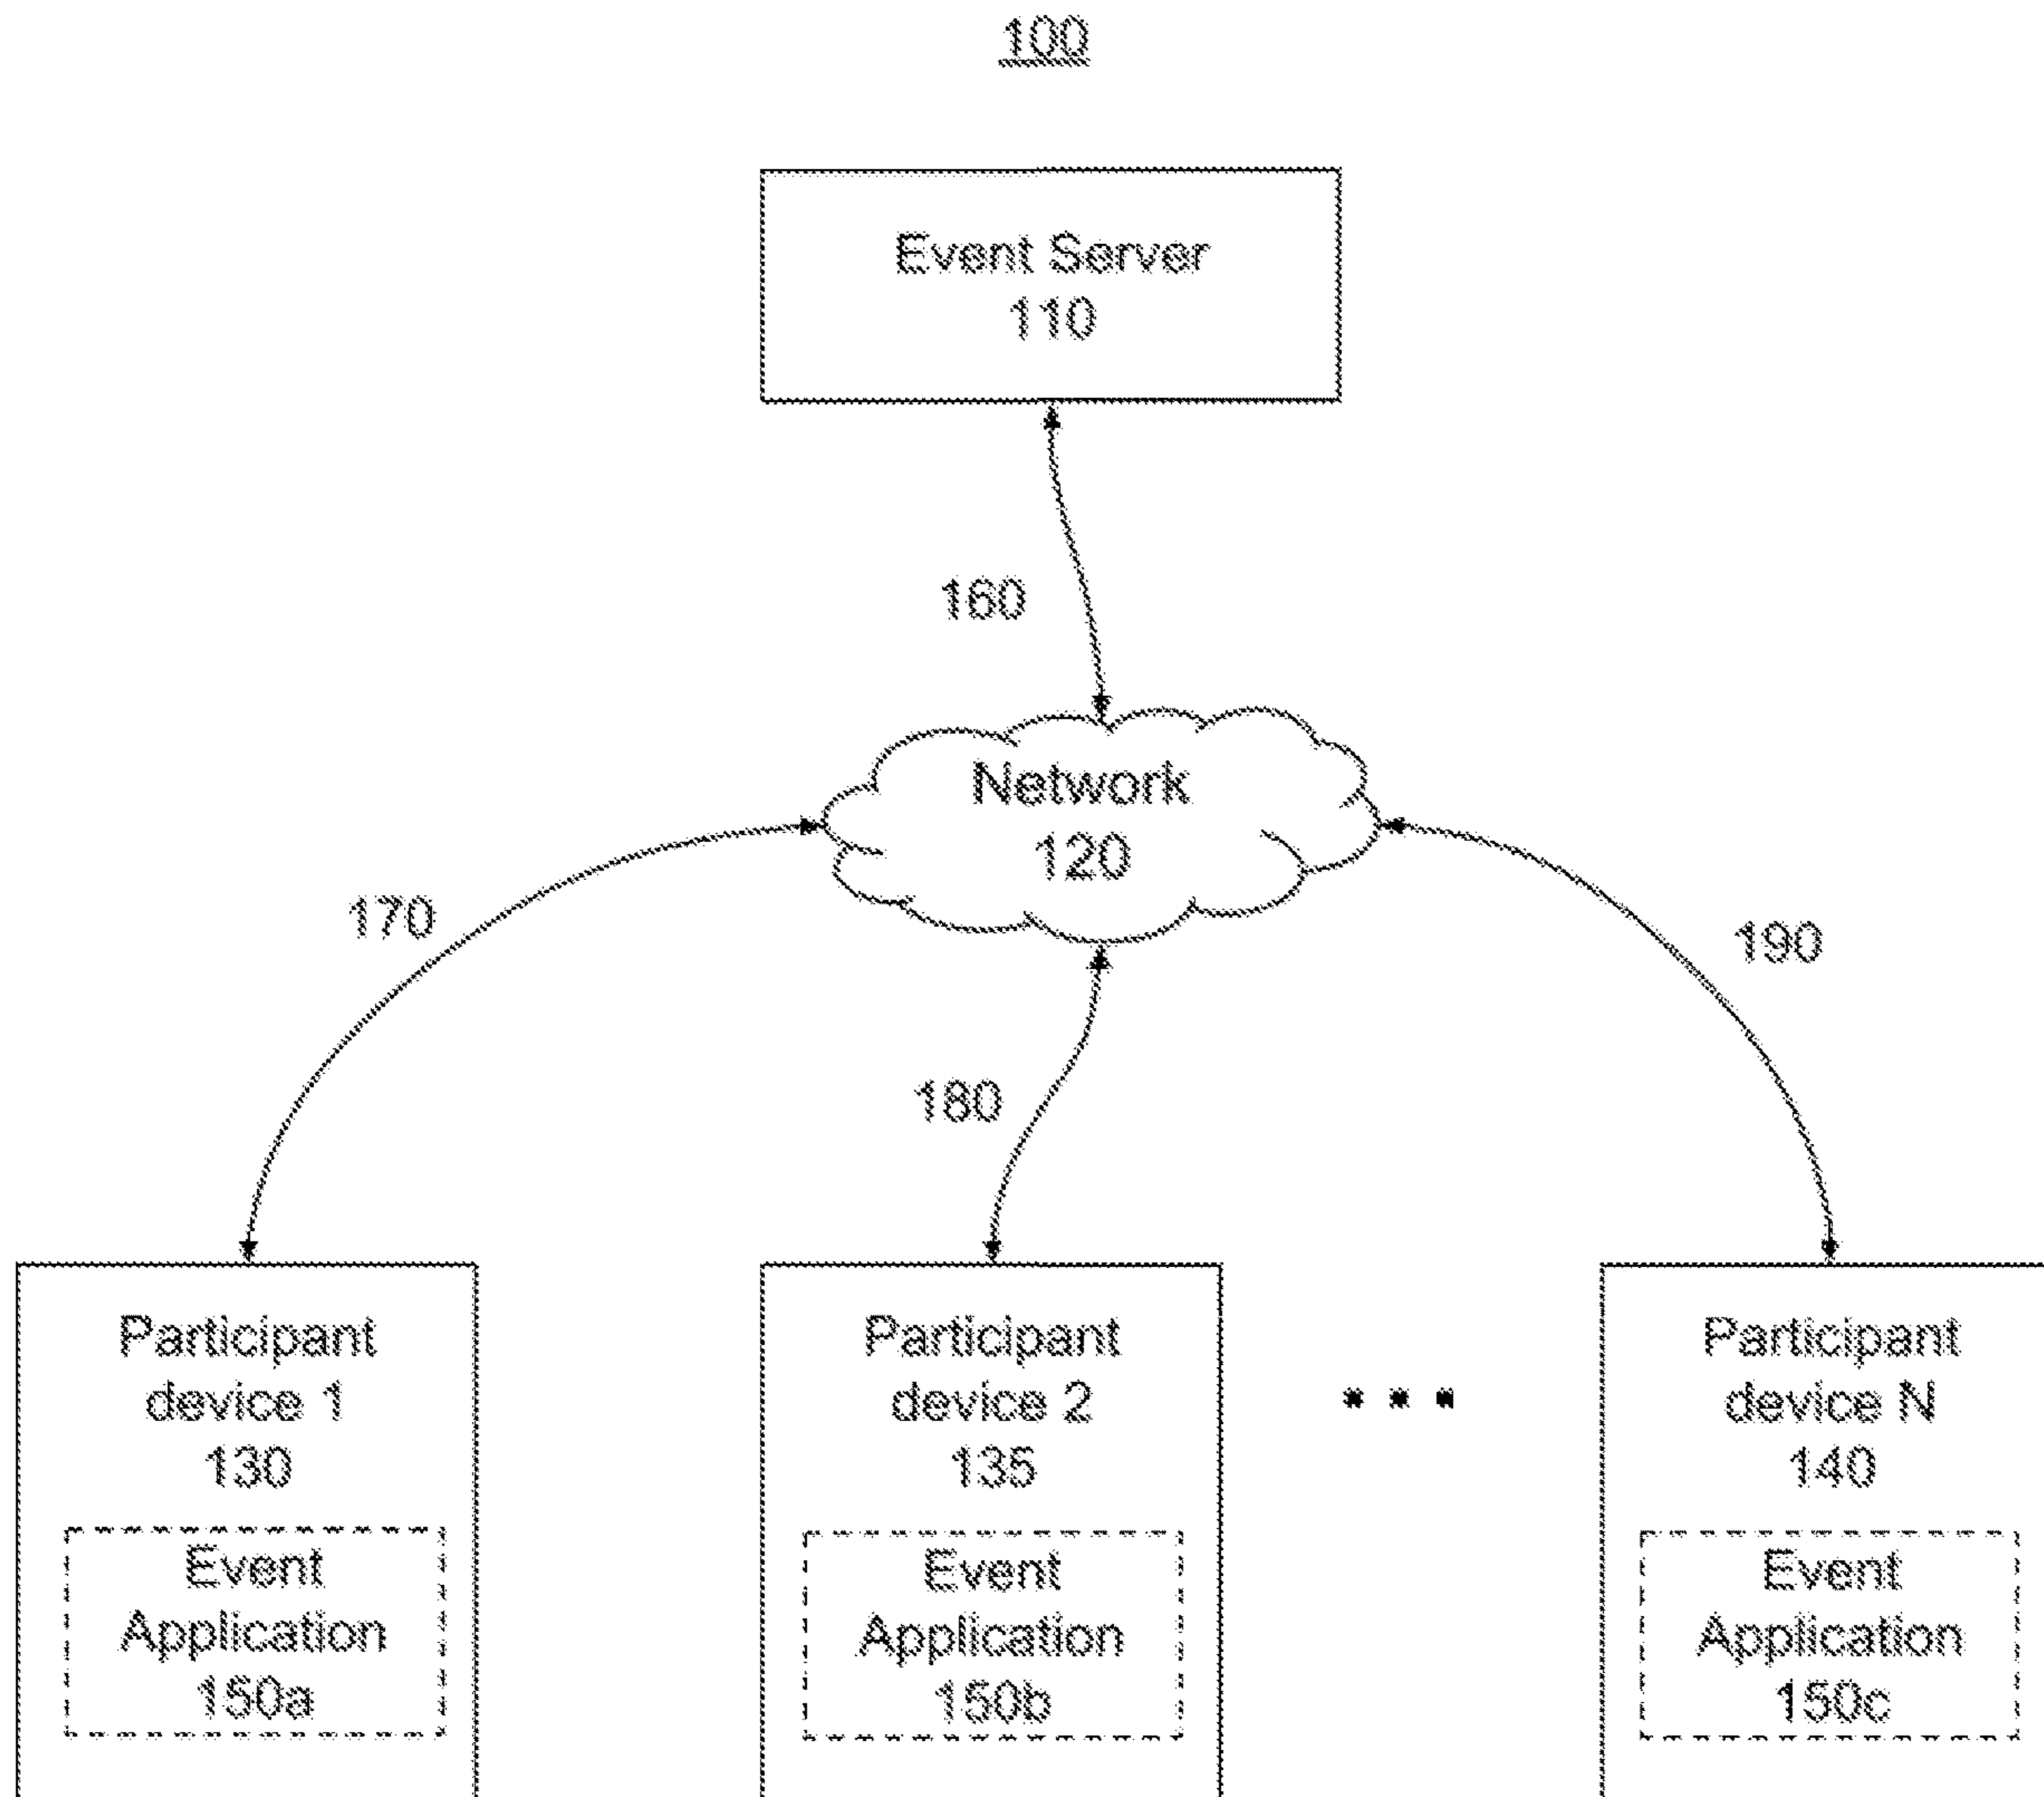 100
Event Server
110
160
Network
120
170
190
180
Participant
device 1
130
Event
Application
150a
Participant
device 2
135
Event
Application
150b
Participant
device N
140
Event
Application
150c